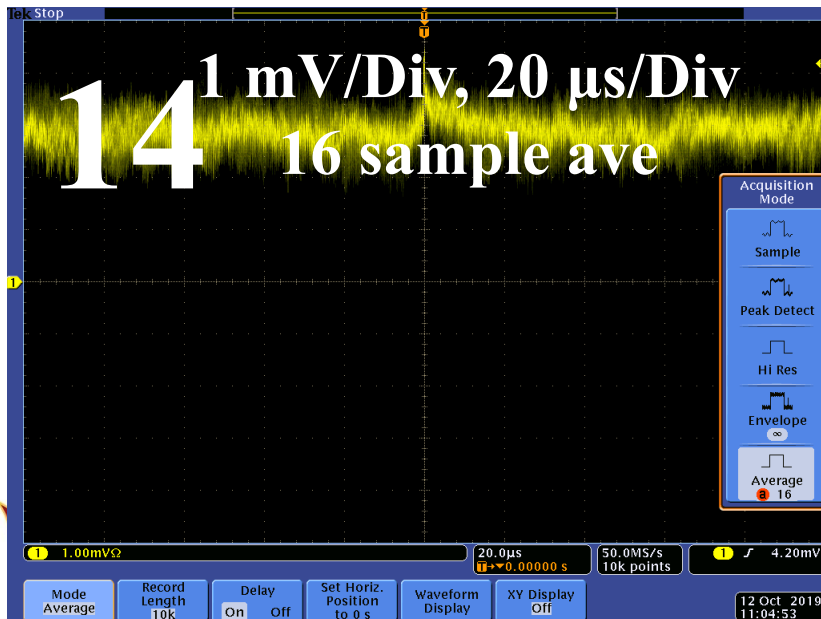 Tek Stop
T
T
14
1 mV/Div, 20 µs/Div
16 sample ave
Acquisition
Mode
Sample
Peak Detect
Hi Res
Envelope
∞
Average
a 16
1
1 1.00mVΩ
20.0µs
T→▼0.00000 s
50.0MS/s
10k points
1 4.20mV
Mode
Average
Record
Length
10k
Delay
On Off
Set Horiz.
Position
to 0 s
Waveform
Display
XY Display
Off
12 Oct 2019
11:04:53